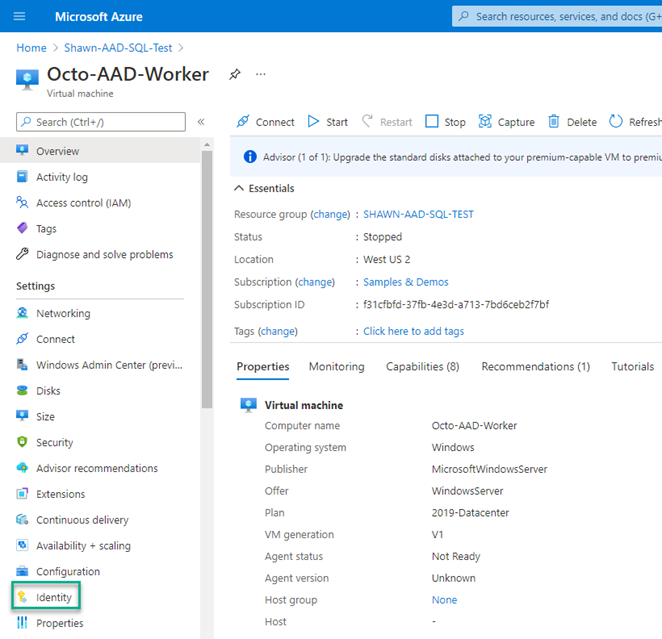 Microsoft Azure
Search resources, services, and docs (G+
Home > Shawn-AAD-SQL-Test >
Octo-AAD-Worker ...
Virtual machine
Search (Ctrl+/)
«
Overview
Activity log
Access control (IAM)
Tags
Diagnose and solve problems
Settings
Networking
Connect
Windows Admin Center (previ...
Disks
Size
Security
Advisor recommendations
Extensions
Continuous delivery
Availability + scaling
Configuration
Identity
Properties
Connect Start Restart Stop Capture Delete Refresh
Advisor (1 of 1): Upgrade the standard disks attached to your premium-capable VM to premiu
Essentials
Resource group (change) : SHAWN-AAD-SQL-TEST
Status : Stopped
Location : West US 2
Subscription (change) : Samples & Demos
Subscription ID : f31cfbfd-37fb-4e3d-a713-7bd6ceb2f7bf
Tags (change) : Click here to add tags
Properties Monitoring Capabilities (8) Recommendations (1) Tutorials
Virtual machine
Computer name Octo-AAD-Worker
Operating system Windows
Publisher MicrosoftWindowsServer
Offer WindowsServer
Plan 2019-Datacenter
VM generation V1
Agent status Not Ready
Agent version Unknown
Host group None
Host -